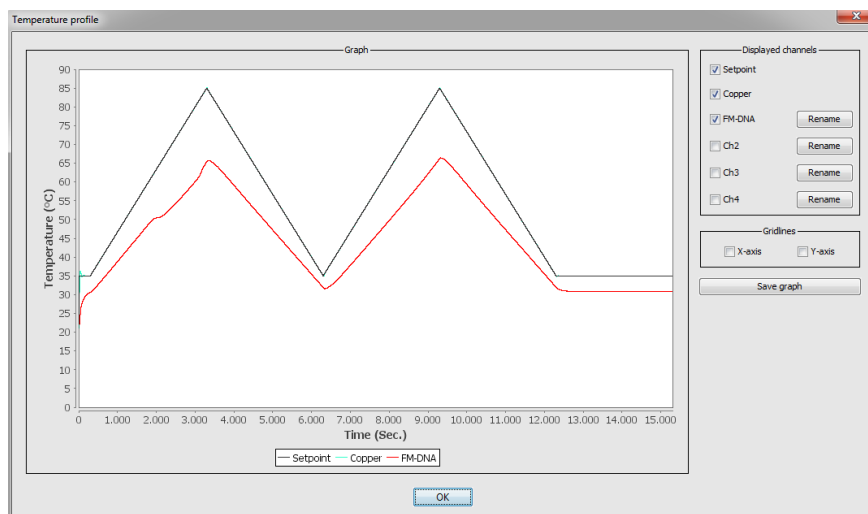 Temperature profile
Graph
90
85
80
75
70
65
60
55
50
45
40
35
30
25
20
15
10
5
0
Temperature (°C)
0 1.000 2.000 3.000 4.000 5.000 6.000 7.000 8.000 9.000 10.000 11.000 12.000 13.000 14.000 15.000
Time (Sec.)
Setpoint Copper FM-DNA
Displayed channels
Setpoint
Copper
FM-DNA Rename
Ch2 Rename
Ch3 Rename
Ch4 Rename
Gridlines
X-axis Y-axis
Save graph
OK